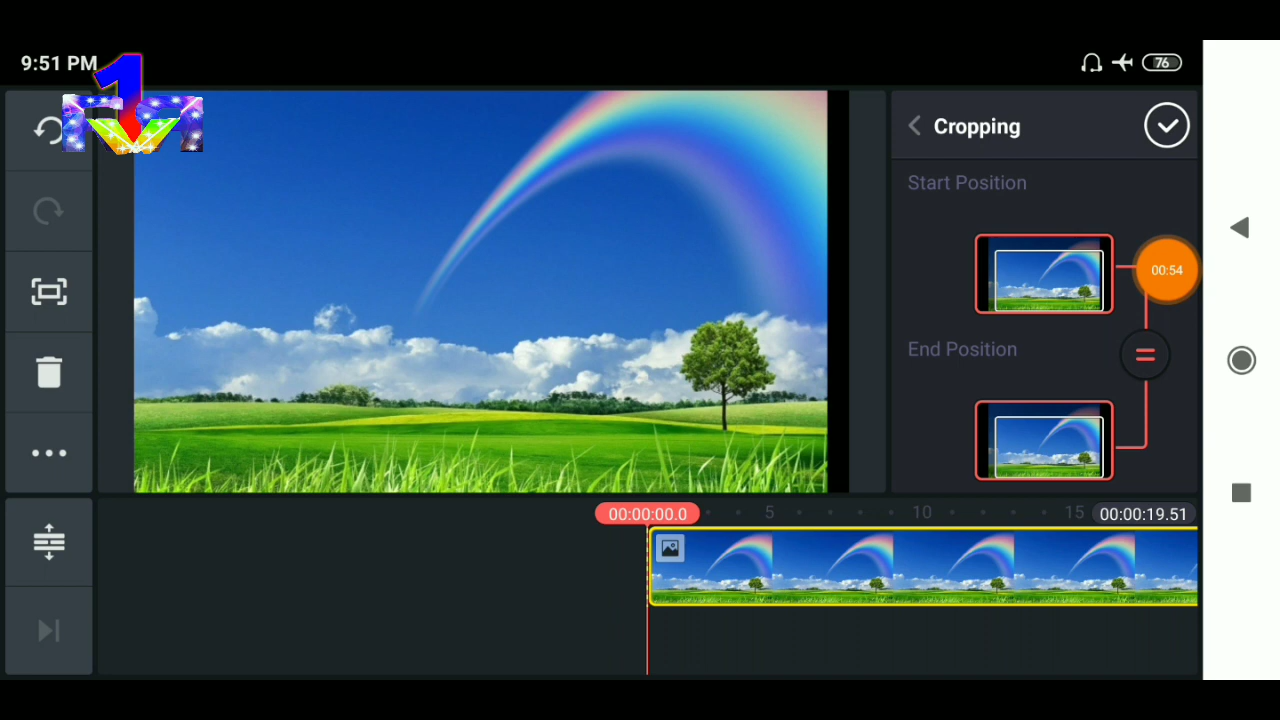 9:51 PM
76
1
Cropping
Start Position
00:54
End Position
00:00:00.0
5
10
15
00:00:19.51